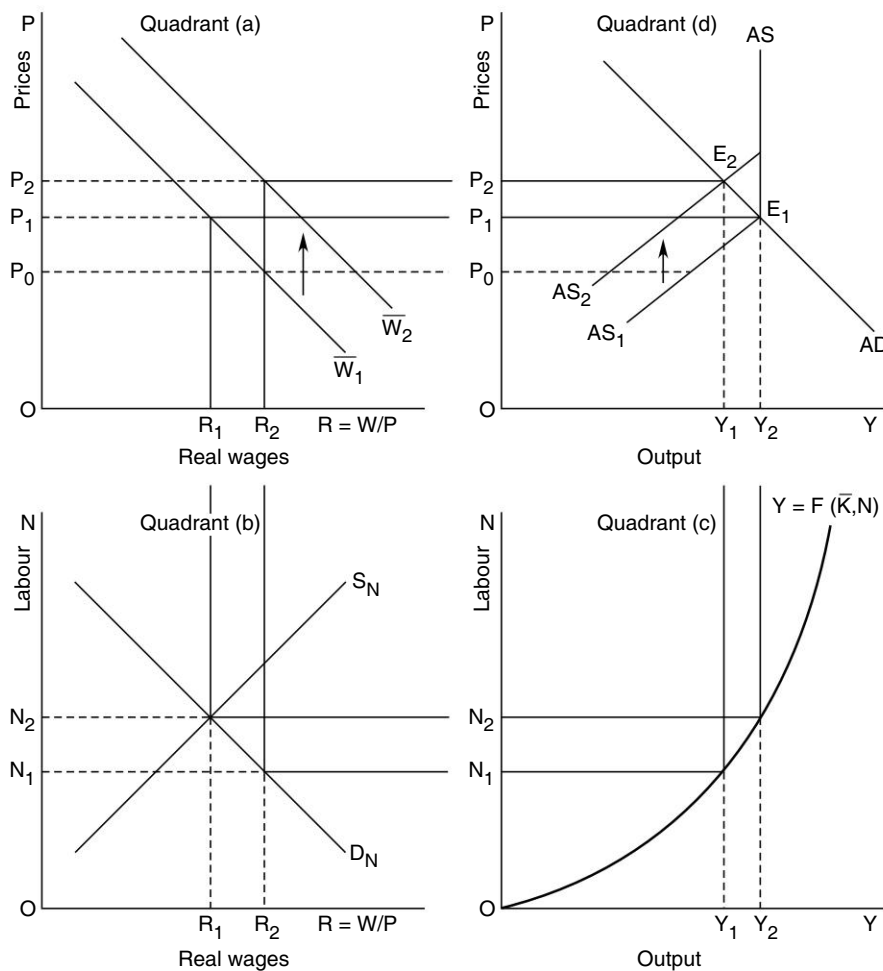 P
Quadrant (a)
Prices
P₂
P₁
P₀
W̅₂
W̅₁
O
R₁
R₂
R = W/P
Real wages
P
Quadrant (d)
AS
Prices
E₂
P₂
P₁
E₁
P₀
AS₂
AS₁
AD
O
Y₁
Y₂
Y
Output
N
Quadrant (b)
Labour
S_N
N₂
N₁
D_N
O
R₁
R₂
R = W/P
Real wages
N
Quadrant (c)
Y = F (K̅,N)
Labour
N₂
N₁
O
Y₁
Y₂
Y
Output